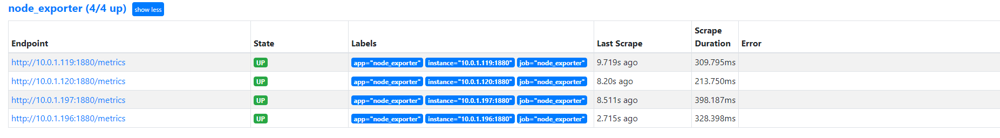 node_exporter (4/4 up) show less
Endpoint State Labels Last Scrape Scrape Duration Error
http://10.0.1.119:1880/metrics UP app="node_exporter" instance="10.0.1.119:1880" job="node_exporter" 9.719s ago 309.795ms
http://10.0.1.120:1880/metrics UP app="node_exporter" instance="10.0.1.120:1880" job="node_exporter" 8.20s ago 213.750ms
http://10.0.1.197:1880/metrics UP app="node_exporter" instance="10.0.1.197:1880" job="node_exporter" 8.511s ago 398.187ms
http://10.0.1.196:1880/metrics UP app="node_exporter" instance="10.0.1.196:1880" job="node_exporter" 2.715s ago 328.398ms